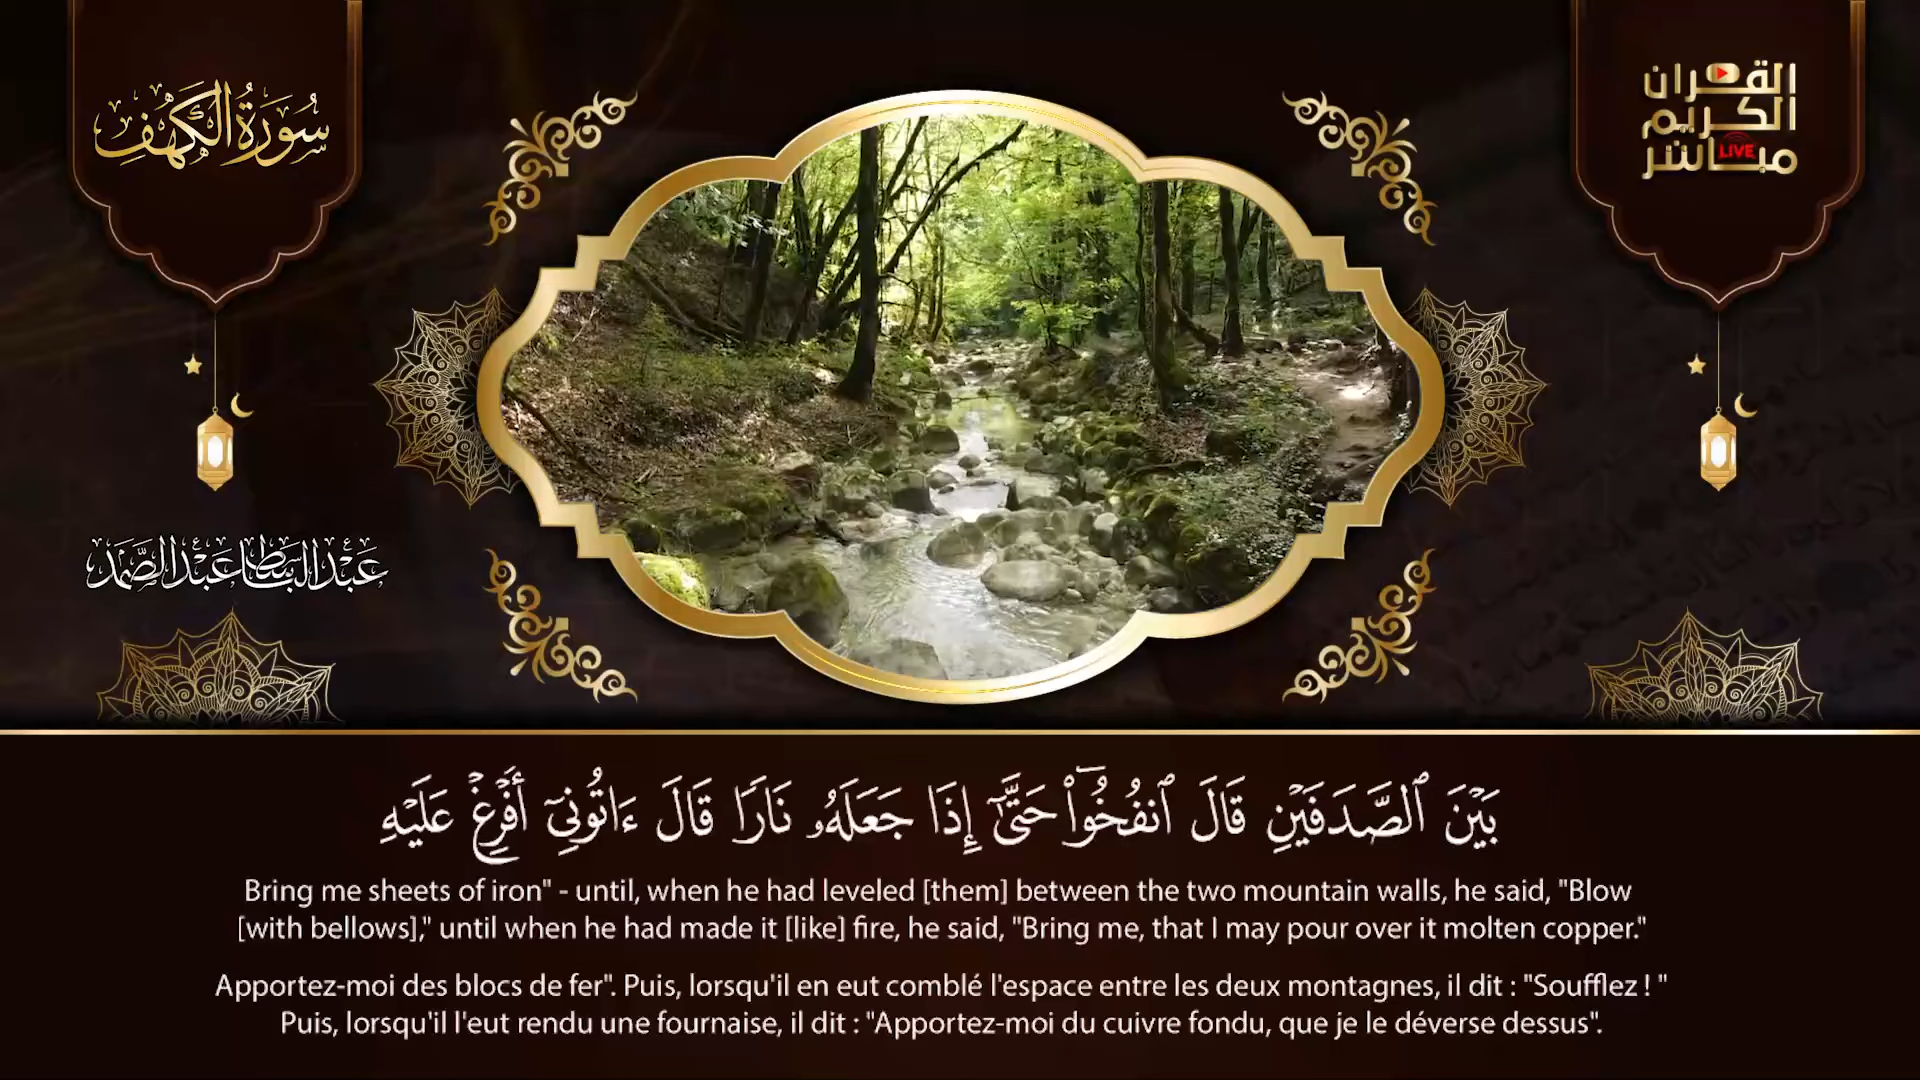 سُورَةُ الكَهْفِ
القرآن
الكريم
مباشر
LIVE
عَبْدُ البَاسِطِ عَبْدُ الصَّمَدِ
بَيْنَ ٱلصَّدَفَيْنِ قَالَ ٱنفُخُوا۟ حَتَّىٰٓ إِذَا جَعَلَهُۥ نَارًا قَالَ ءَاتُونِىٓ أُفْرِغْ عَلَيْهِ
Bring me sheets of iron" - until, when he had leveled [them] between the two mountain walls, he said, "Blow
[with bellows]," until when he had made it [like] fire, he said, "Bring me, that I may pour over it molten copper."
Apportez-moi des blocs de fer". Puis, lorsqu'il en eut comblé l'espace entre les deux montagnes, il dit : "Soufflez ! "
Puis, lorsqu'il l'eut rendu une fournaise, il dit : "Apportez-moi du cuivre fondu, que je le déverse dessus".